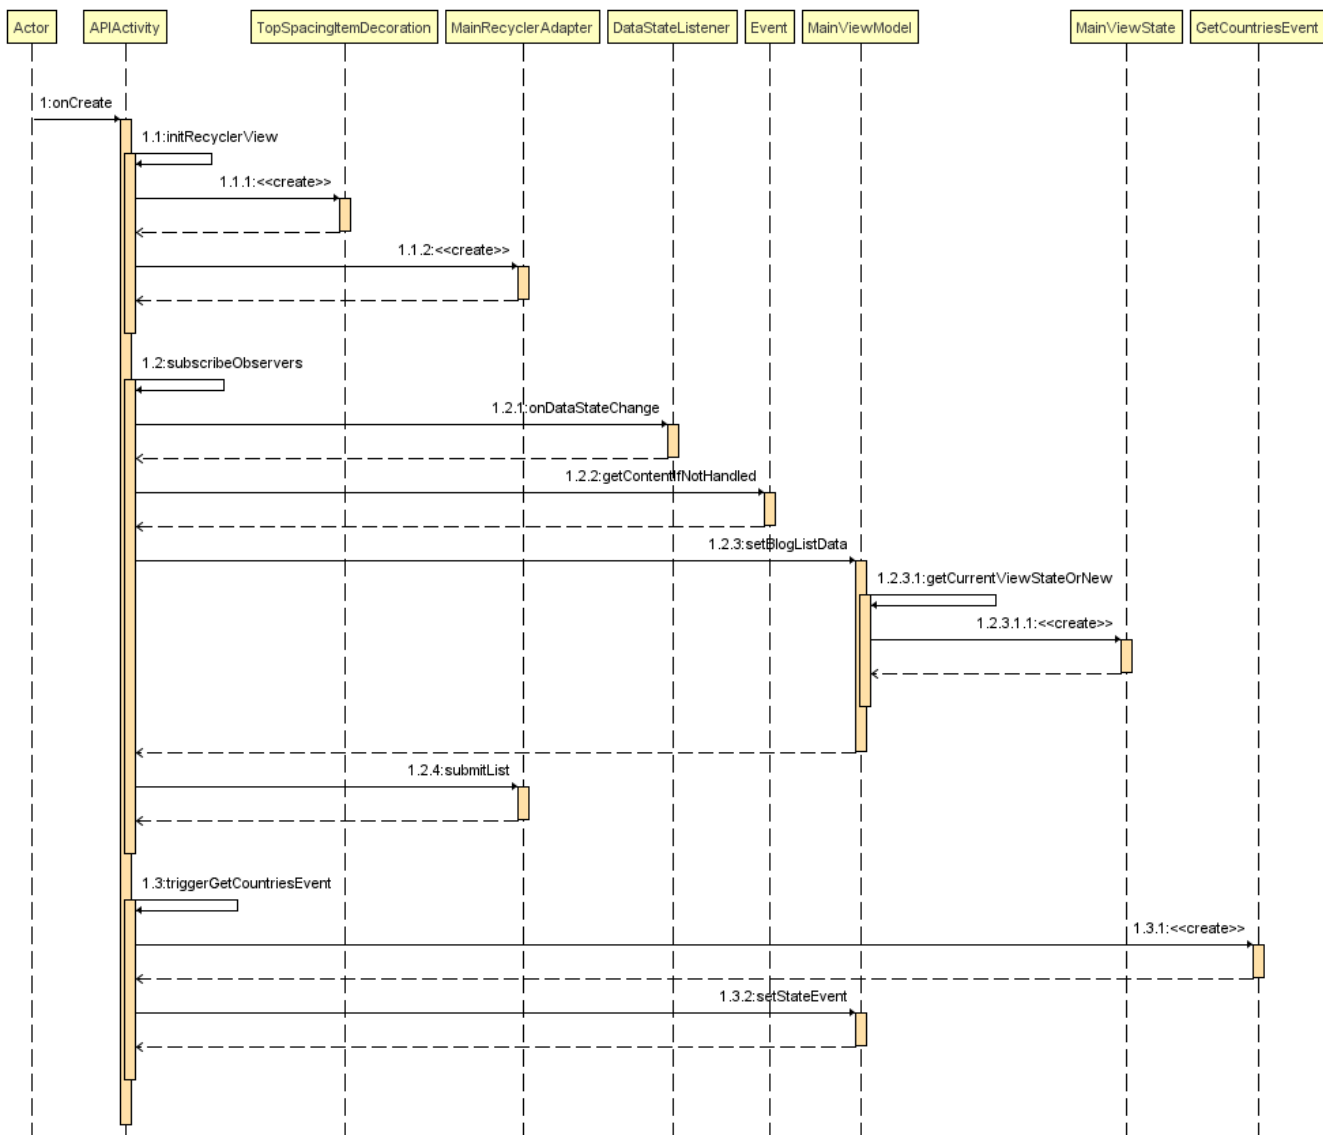 Actor
APIActivity
TopSpacingItemDecoration
MainRecyclerAdapter
DataStateListener
Event
MainViewModel
MainViewState
GetCountriesEvent
1:onCreate
1.1:initRecyclerView
1.1.1:<<create>>
1.1.2:<<create>>
1.2:subscribeObservers
1.2.1:onDataStateChange
1.2.2:getContentIfNotHandled
1.2.3:setBlogListData
1.2.3.1:getCurrentViewStateOrNew
1.2.3.1.1:<<create>>
1.2.4:submitList
1.3:triggerGetCountriesEvent
1.3.1:<<create>>
1.3.2:setStateEvent